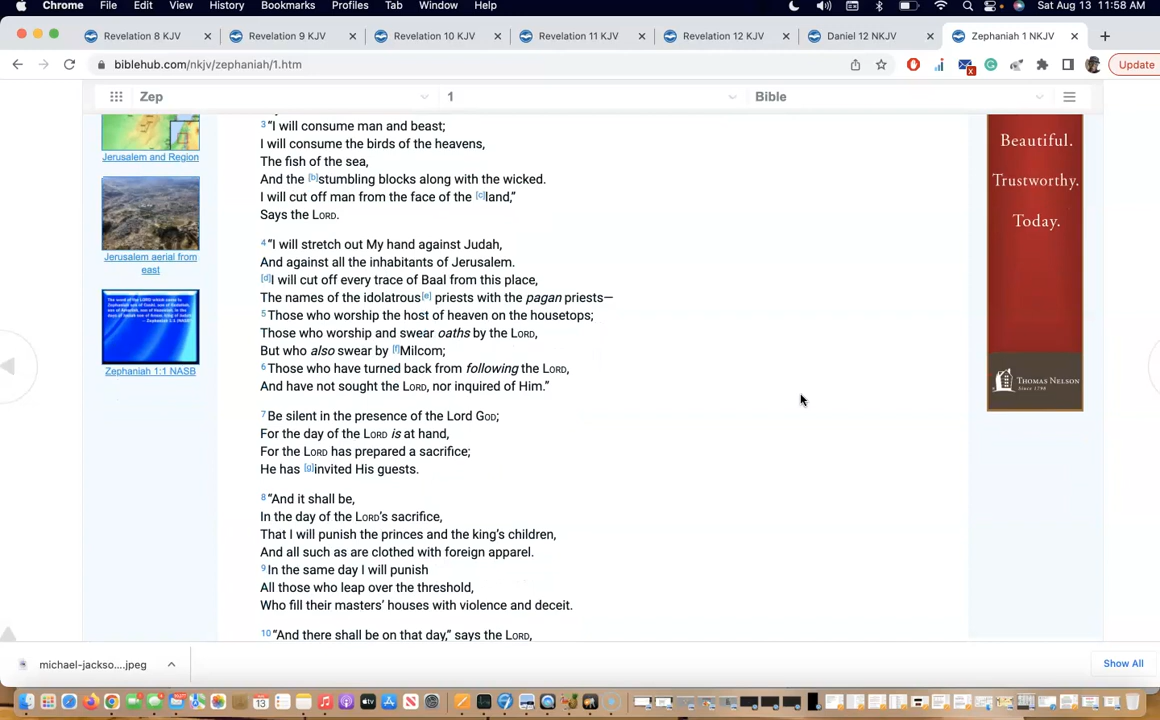 Chrome File Edit View History Bookmarks Profiles Tab Window Help Sat Aug 13 11:58 AM
Revelation 8 KJV Revelation 9 KJV Revelation 10 KJV Revelation 11 KJV Revelation 12 KJV Daniel 12 NKJV Zephaniah 1 NKJV
biblehub.com/nkjv/zephaniah/1.htm Update
Zep 1 Bible
Jerusalem and Region
Jerusalem aerial from
east
Zephaniah 1:1 NASB
3 “I will consume man and beast;
I will consume the birds of the heavens,
The fish of the sea,
And the [b]stumbling blocks along with the wicked.
I will cut off man from the face of the [c]land,”
Says the LORD.
4 “I will stretch out My hand against Judah,
And against all the inhabitants of Jerusalem.
[d]I will cut off every trace of Baal from this place,
The names of the idolatrous[e] priests with the pagan priests—
5 Those who worship the host of heaven on the housetops;
Those who worship and swear oaths by the LORD,
But who also swear by [f]Milcom;
6 Those who have turned back from following the LORD,
And have not sought the LORD, nor inquired of Him.”
7 Be silent in the presence of the Lord GOD;
For the day of the LORD is at hand,
For the LORD has prepared a sacrifice;
He has [g]invited His guests.
8 “And it shall be,
In the day of the LORD’s sacrifice,
That I will punish the princes and the king’s children,
And all such as are clothed with foreign apparel.
9 In the same day I will punish
All those who leap over the threshold,
Who fill their masters’ houses with violence and deceit.
10 “And there shall be on that day,” says the LORD,
Beautiful.
Trustworthy.
Today.
THOMAS NELSON
Since 1798
michael-jackso....jpeg Show All